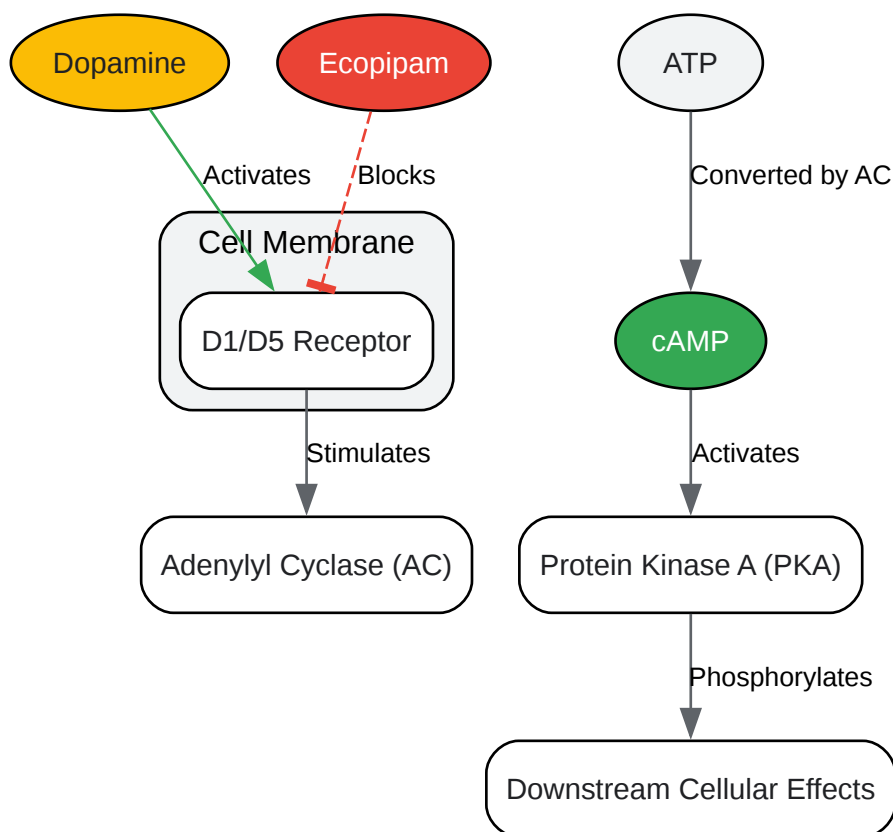 Dopamine
Ecopipam
ATP
Activates
Blocks
Converted by AC
Cell Membrane
D1/D5 Receptor
cAMP
Stimulates
Activates
Adenylyl Cyclase (AC)
Protein Kinase A (PKA)
Phosphorylates
Downstream Cellular Effects